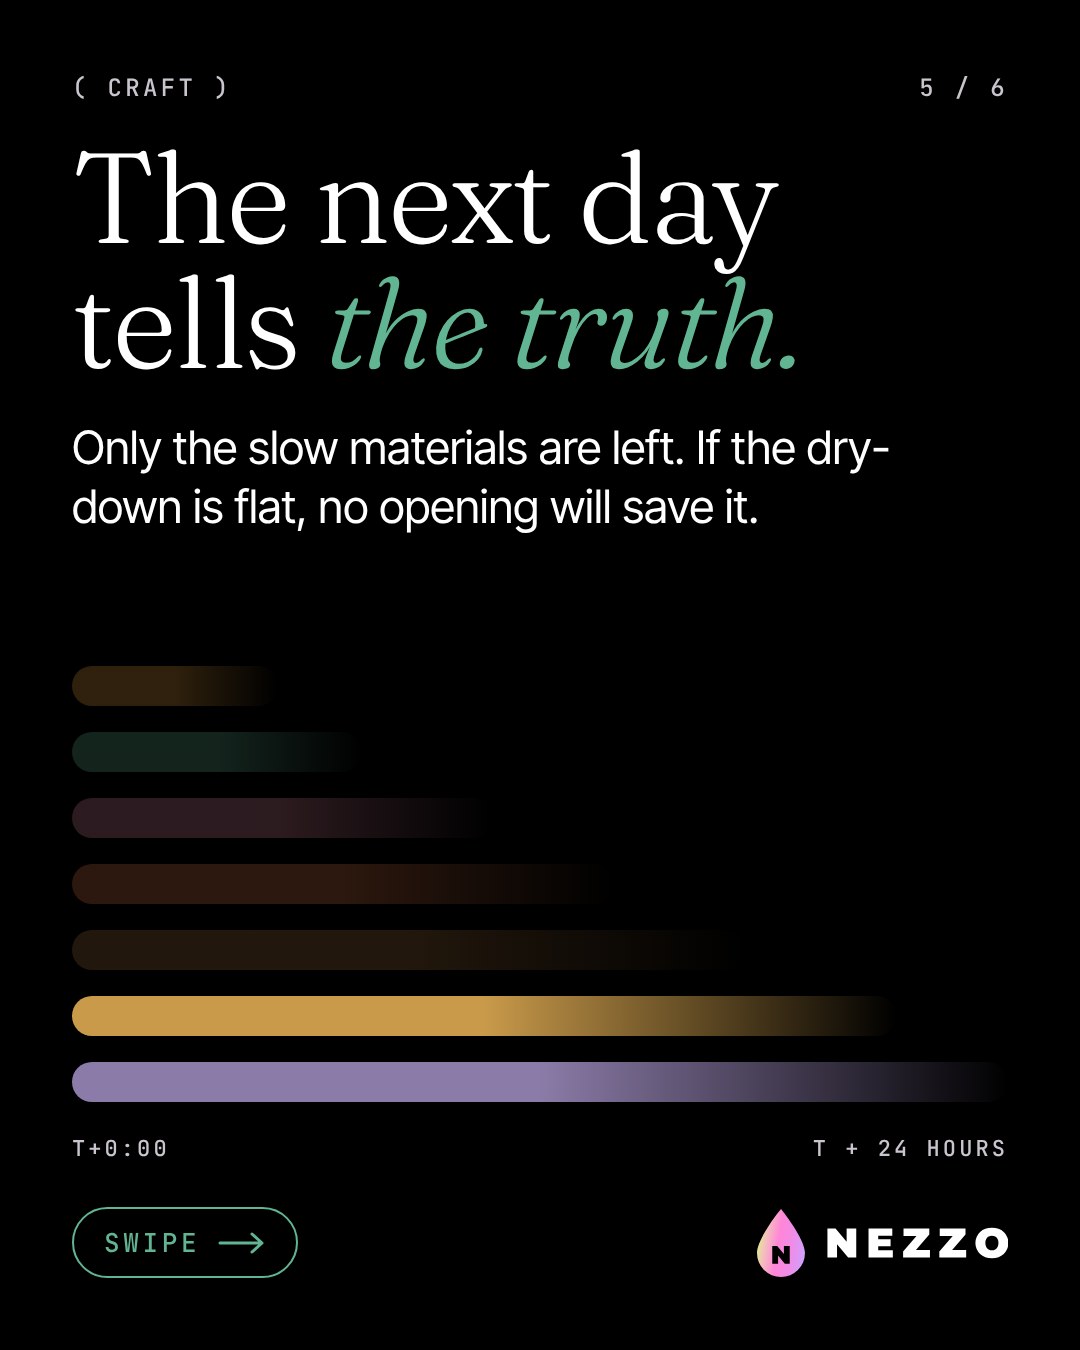 ( CRAFT )
5 / 6
The next day
tells the truth.
Only the slow materials are left. If the dry-
down is flat, no opening will save it.
T+0:00
T + 24 HOURS
SWIPE →
N
NEZZO